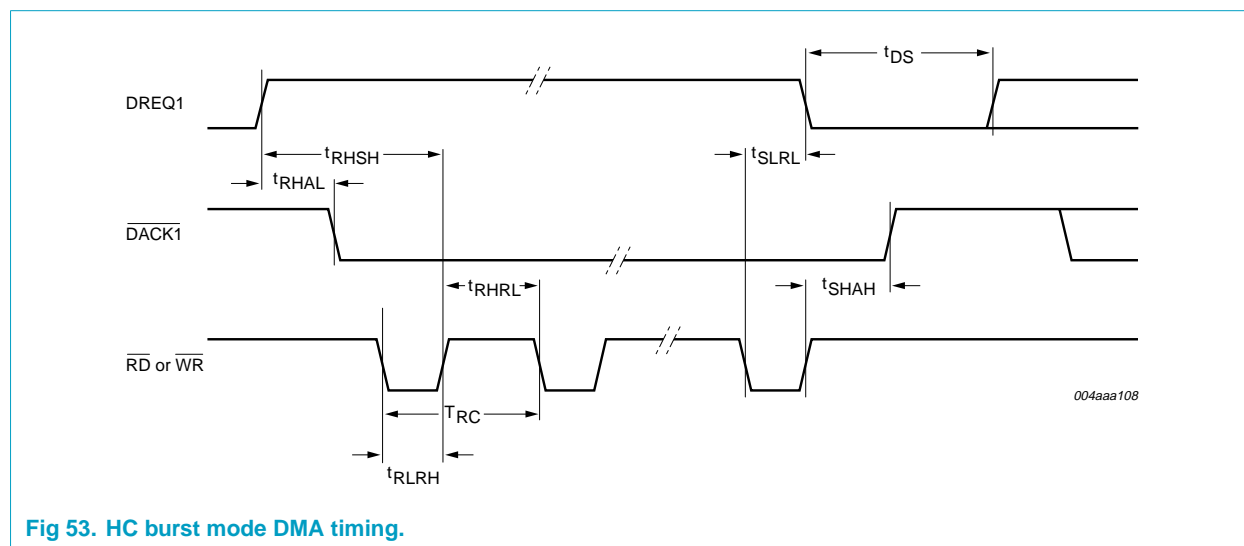 tDS
DREQ1
tRHSH
tSLRL
tRHAL
DACK1
tRHRL
tSHAH
RD or WR
004aaa108
TRC
tRLRH
Fig 53. HC burst mode DMA timing.